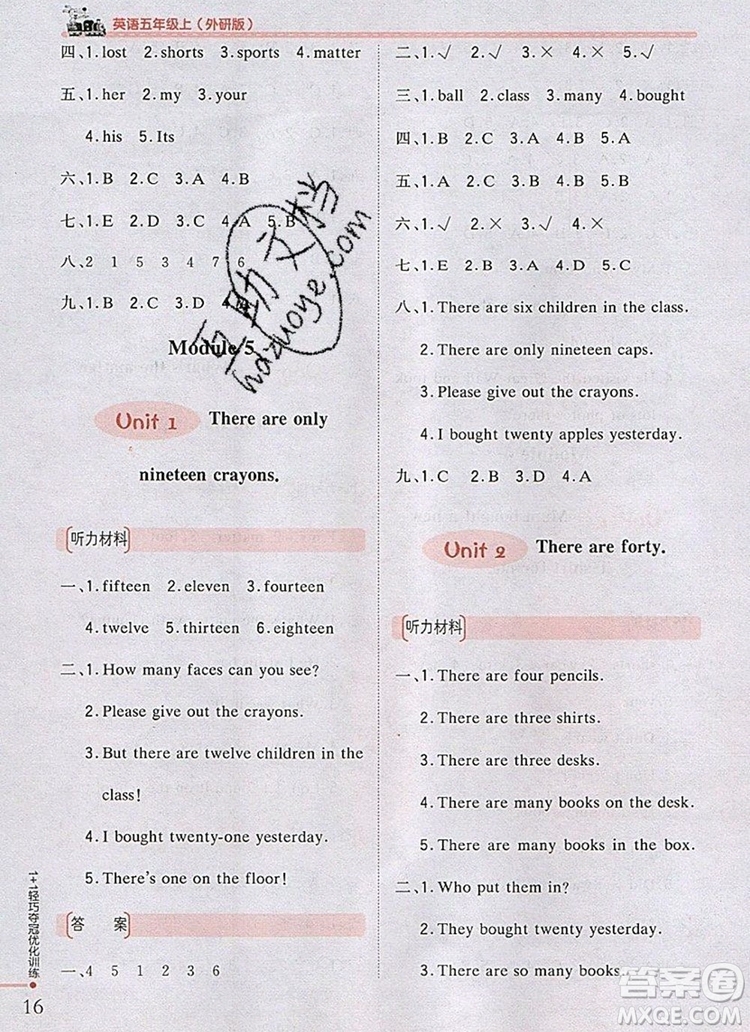 英语五年级上(外研版)
四、1.lost 2.shorts 3.sports 4.matter
五、1.her 2.my 3.your
4.his 5.Its
六、1.B 2.C 3.A 4.B
七、1.E 2.D 3.C 4.A 5.B
八、2 1 5 3 4 7 6
九、1.B 2.C 3.A 4.A
Module 5
Unit 1 There are only
nineteen crayons.
听力材料
一、1.fifteen 2.eleven 3.fourteen
4.twelve 5.thirteen 6.eighteen
二、1.How many faces can you see?
2.Please give out the crayons.
3.But there are twelve children in the
class!
4.I bought twenty-one yesterday.
5.There's one on the floor!
答 案
一、4 5 1 2 3 6
二、1.√ 2.√ 3.× 4.× 5.√
三、1.ball 2.class 3.many 4.bought
四、1.B 2.C 3.A 4.B 5.A
五、1.A 2.B 3.C 4.A 5.C
六、1.√ 2.× 3.√ 4.×
七、1.E 2.D 3.B 4.C 5.A
八、1.There are six children in the class.
2.There are only nineteen caps.
3.Please give out the crayons.
4.I bought twenty apples yesterday.
九、1.C 2.B 3.D 4.A
Unit 2 There are forty.
听力材料
一、1.There are four pencils.
2.There are three shirts.
3.There are three desks.
4.There are many books on the desk.
5.There are many books in the box.
二、1.Who put them in?
2.They bought twenty yesterday.
3.There are so many books.
1+1轻巧夺冠优化训练
16
互助文档
hdzuoye.com
答案圈
MXQE.COM